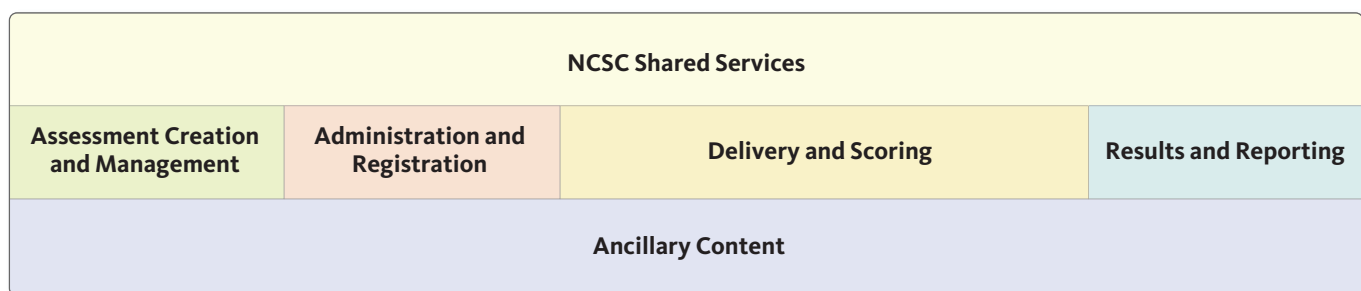 NCSC Shared Services
Assessment Creation
and Management
Administration and
Registration
Delivery and Scoring
Results and Reporting
Ancillary Content